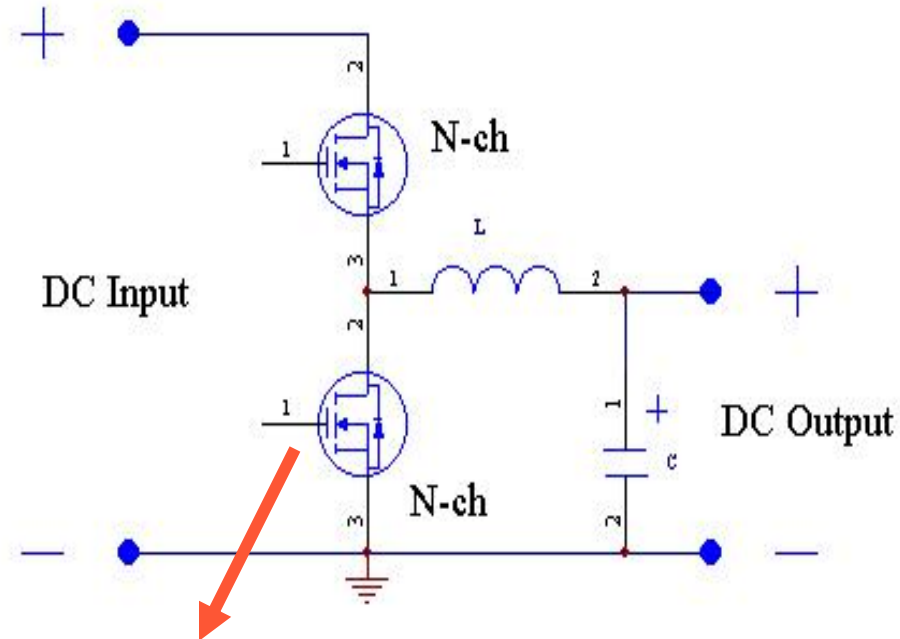 +
2
1
N-ch
3
L
1
2
+
DC Input
2
1
1
+
DC Output
C
N-ch
3
2
—
—